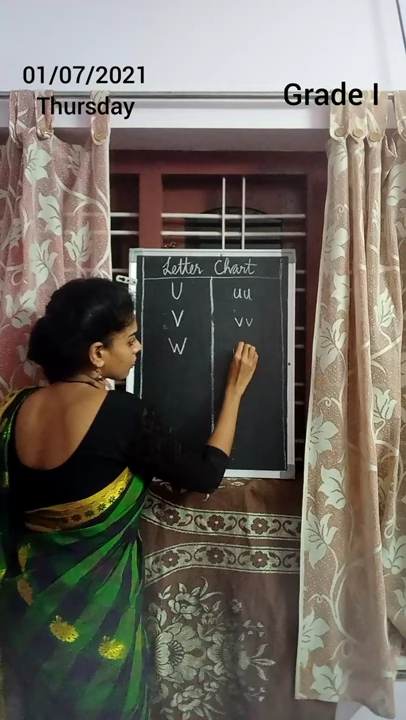 01/07/2021
Thursday
Grade I
Letter Chart
U uu
V vv
W